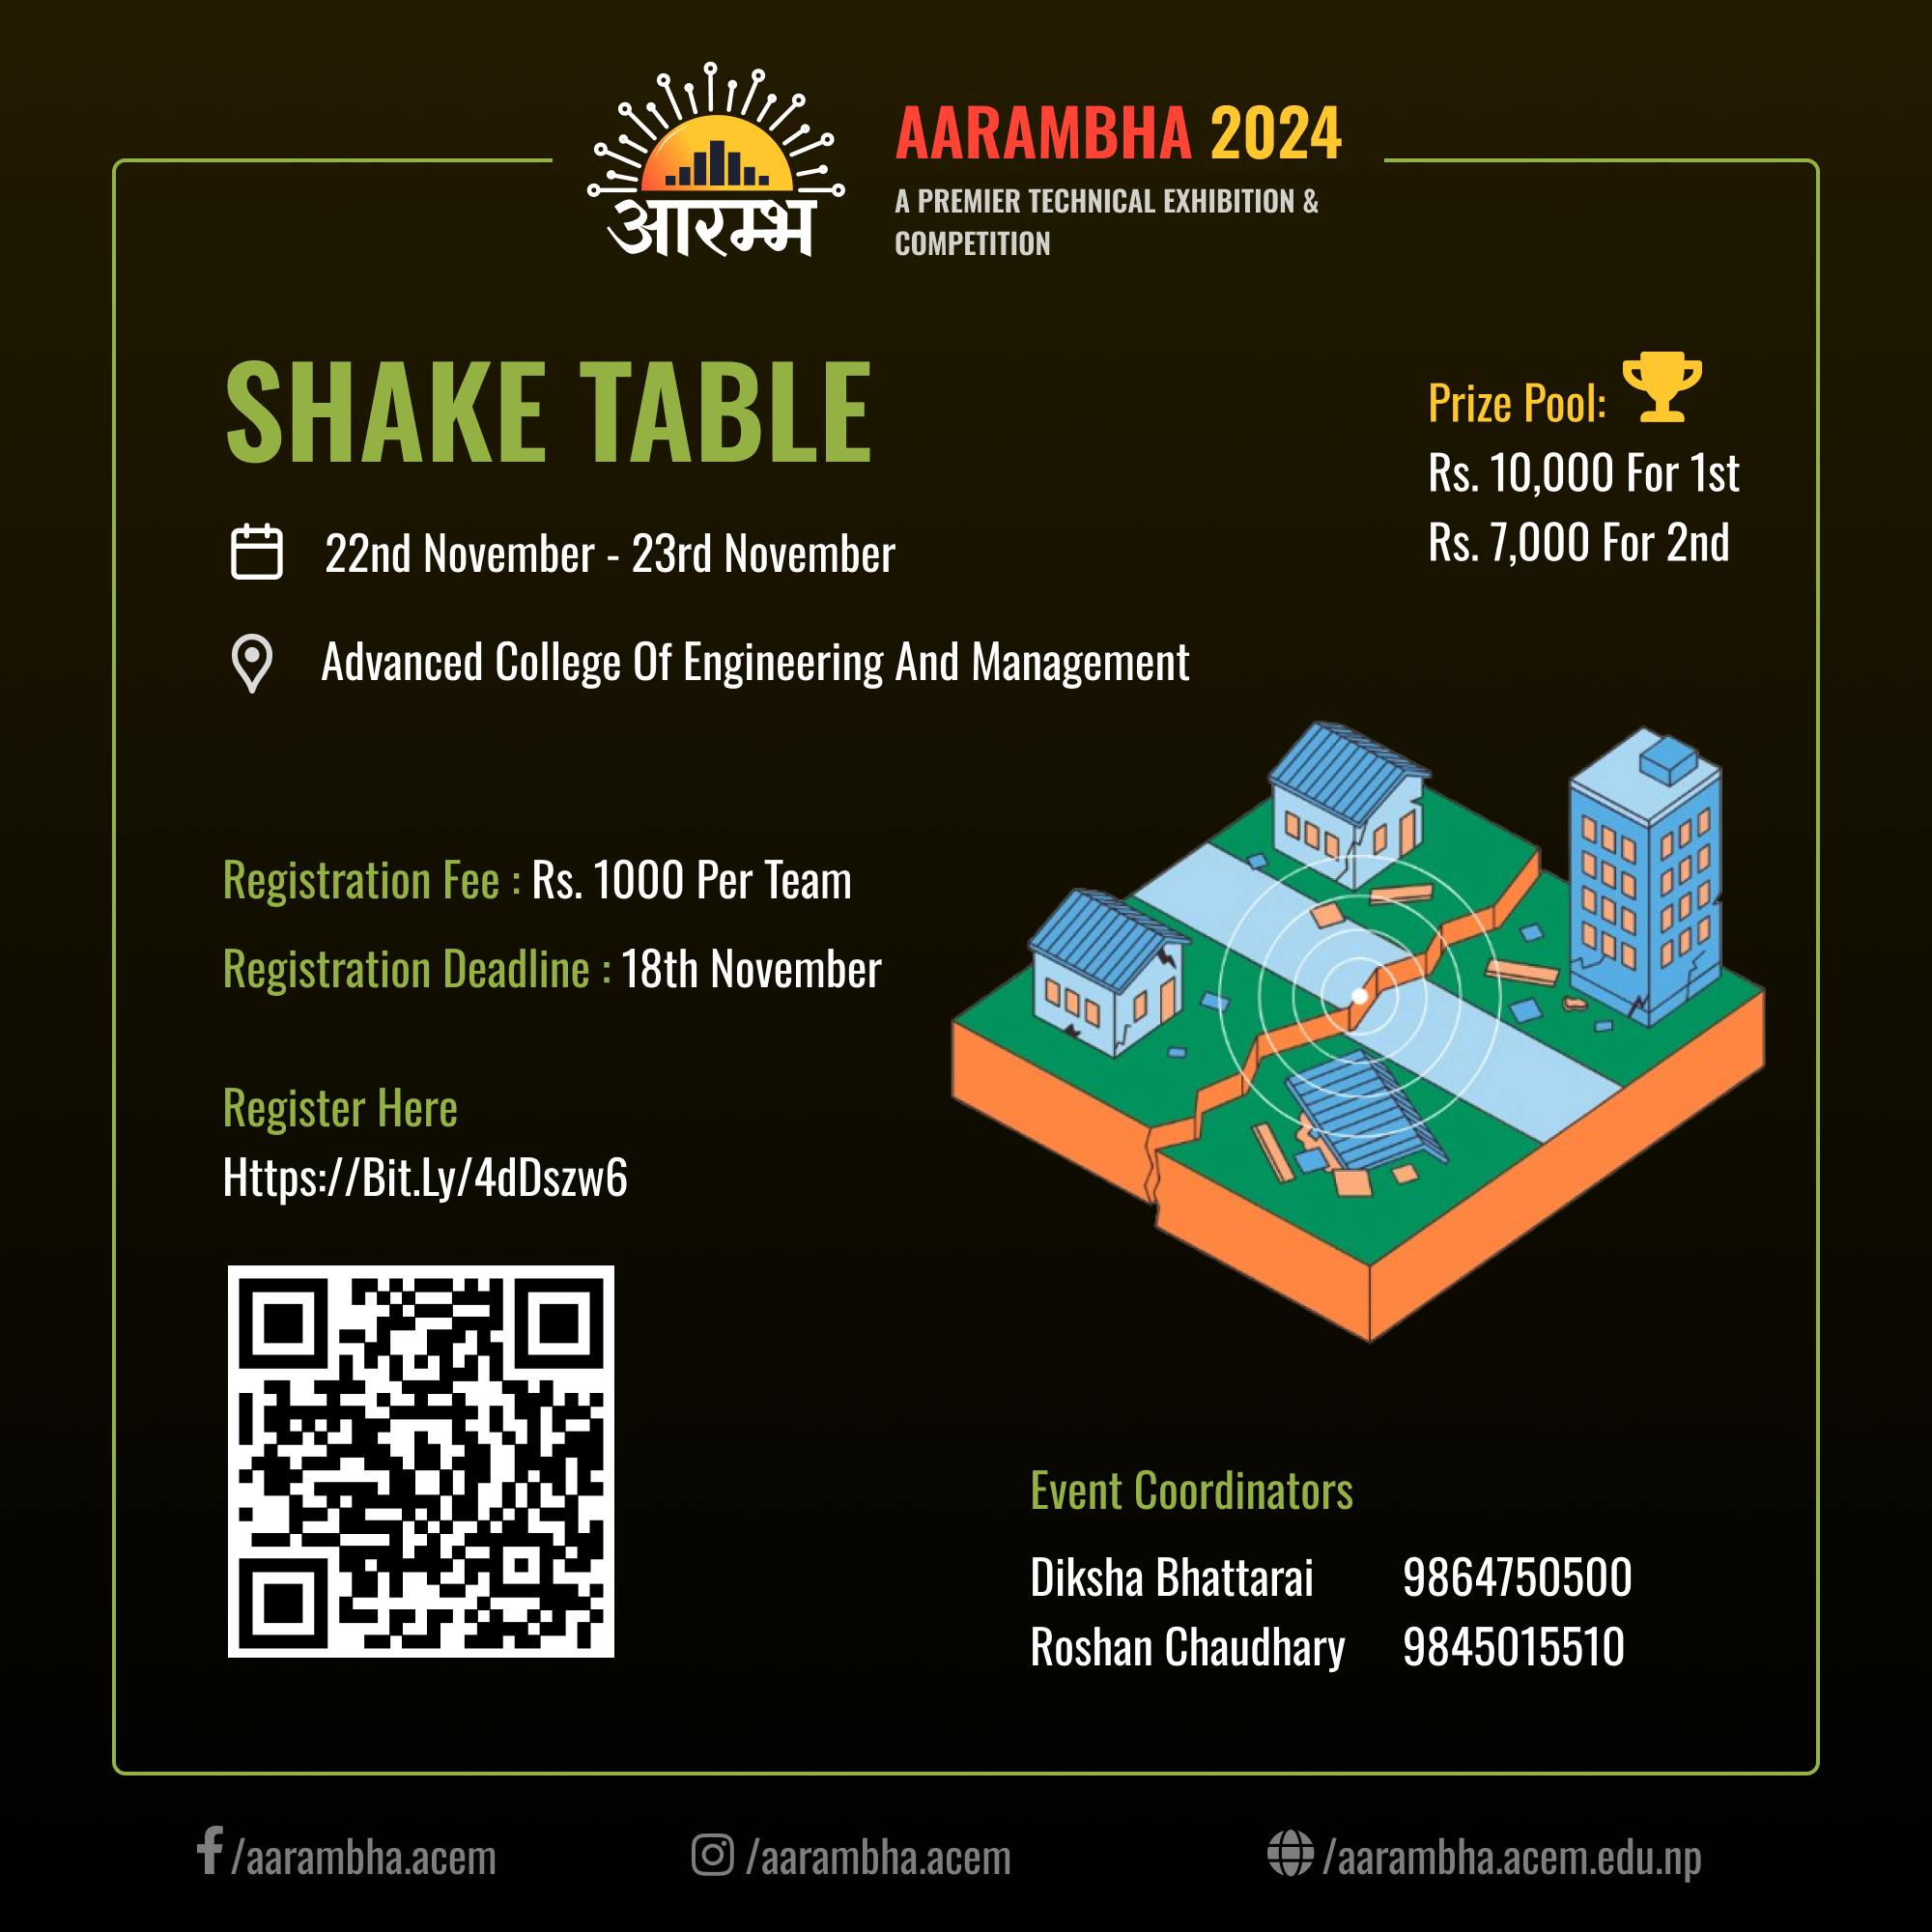 आरम्भ
AARAMBHA 2024
A PREMIER TECHNICAL EXHIBITION &
COMPETITION
SHAKE TABLE
22nd November - 23rd November
Advanced College Of Engineering And Management
Prize Pool:
Rs. 10,000 For 1st
Rs. 7,000 For 2nd
Registration Fee : Rs. 1000 Per Team
Registration Deadline : 18th November
Register Here
Https://Bit.Ly/4dDszw6
Event Coordinators
Diksha Bhattarai 9864750500
Roshan Chaudhary 9845015510
/aarambha.acem
/aarambha.acem
/aarambha.acem.edu.np